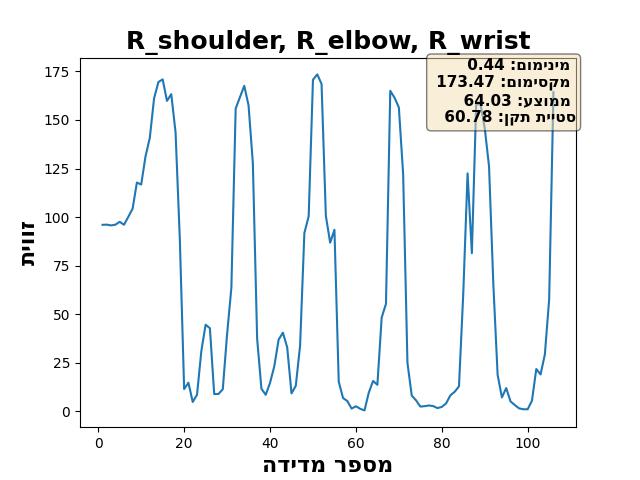 R_shoulder, R_elbow, R_wrist
מינימום: 0.44
מקסימום: 173.47
ממוצע: 64.03
סטיית תקן: 60.78
זווית
175
150
125
100
75
50
25
0
0 20 40 60 80 100
מספר מדידה